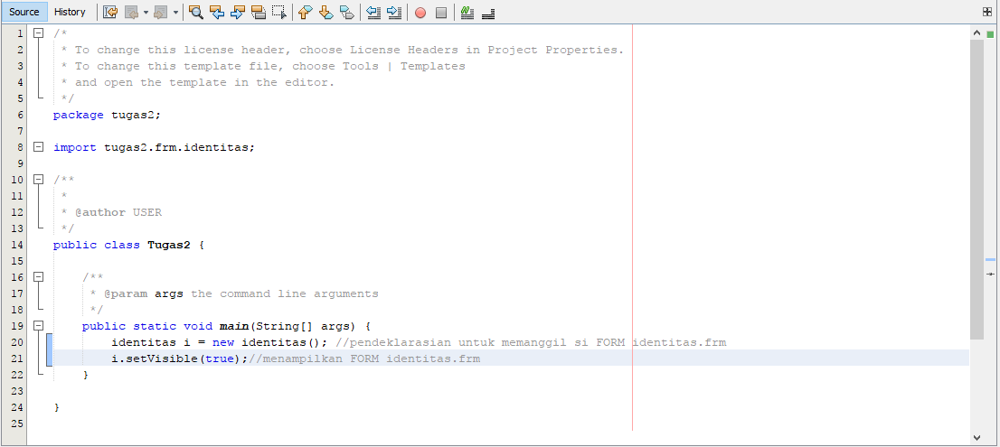 Source History
1 /*
2 * To change this license header, choose License Headers in Project Properties.
3 * To change this template file, choose Tools | Templates
4 * and open the template in the editor.
5 */
6 package tugas2;
7
8 import tugas2.frm.identitas;
9
10 /**
11 *
12 * @author USER
13 */
14 public class Tugas2 {
15
16 /**
17 * @param args the command line arguments
18 */
19 public static void main(String[] args) {
20 identitas i = new identitas(); //pendeklarasian untuk memanggil si FORM identitas.frm
21 i.setVisible(true);//menampilkan FORM identitas.frm
22 }
23
24 }
25